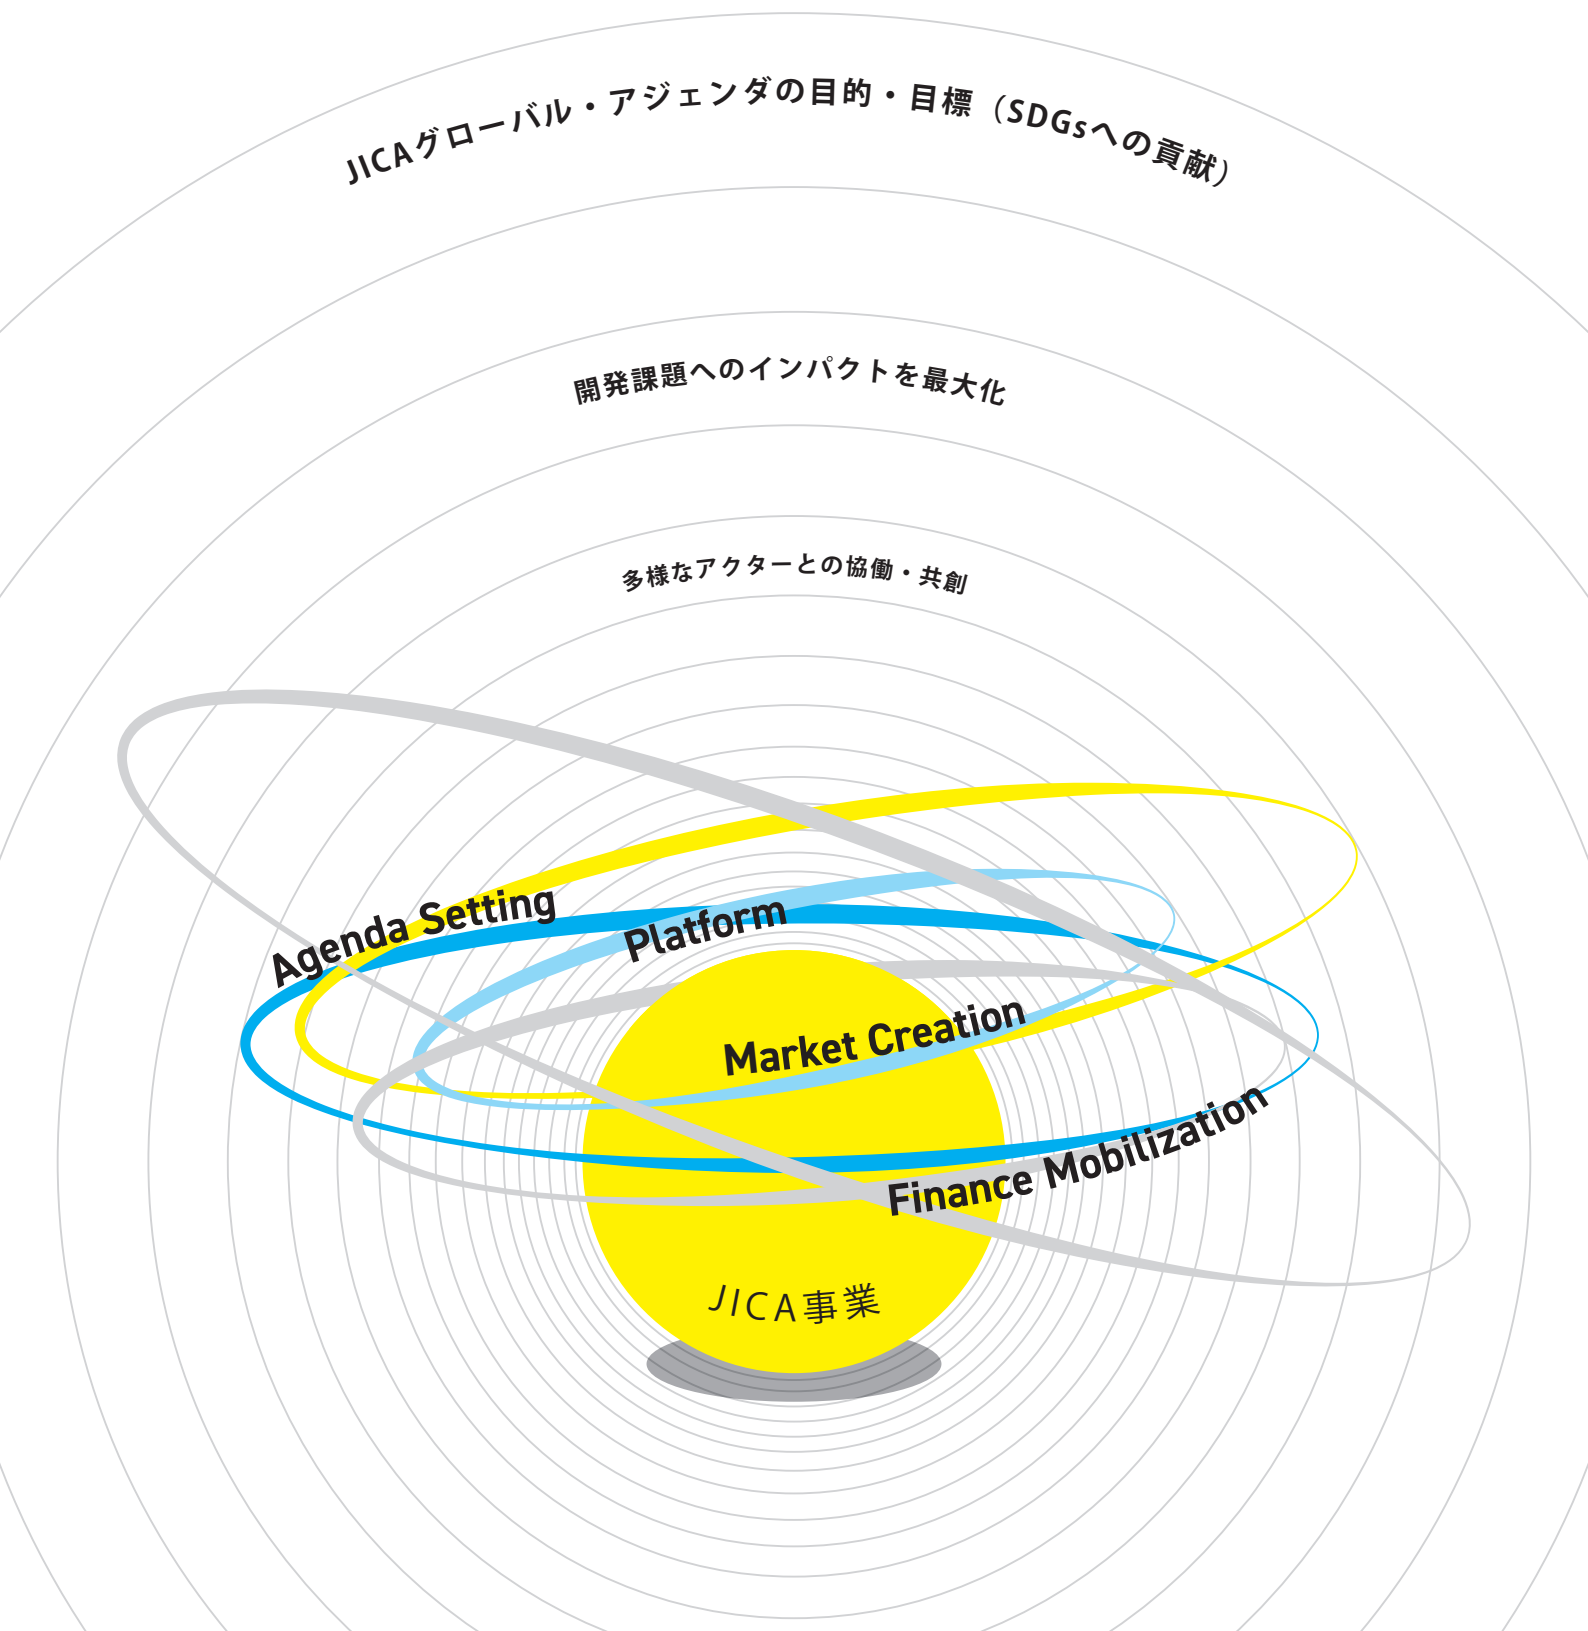 JICAグローバル・アジェンダの目的・目標（SDGsへの貢献）
開発課題へのインパクトを最大化
多様なアクターとの協働・共創
Agenda Setting
Platform
Market Creation
Finance Mobilization
JICA事業